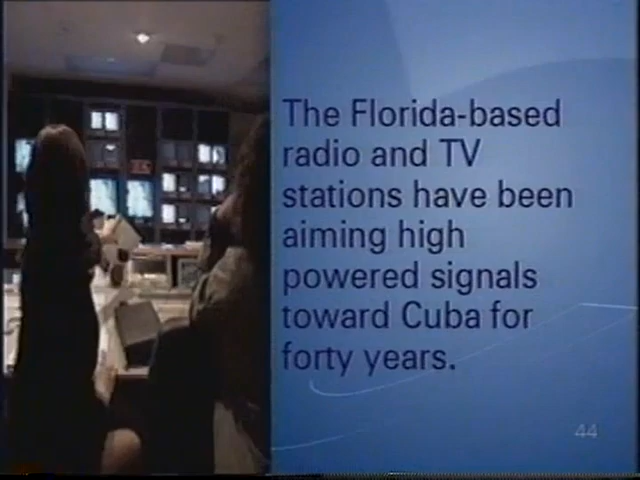 The Florida-based
radio and TV
stations have been
aiming high
powered signals
toward Cuba for
forty years.
44